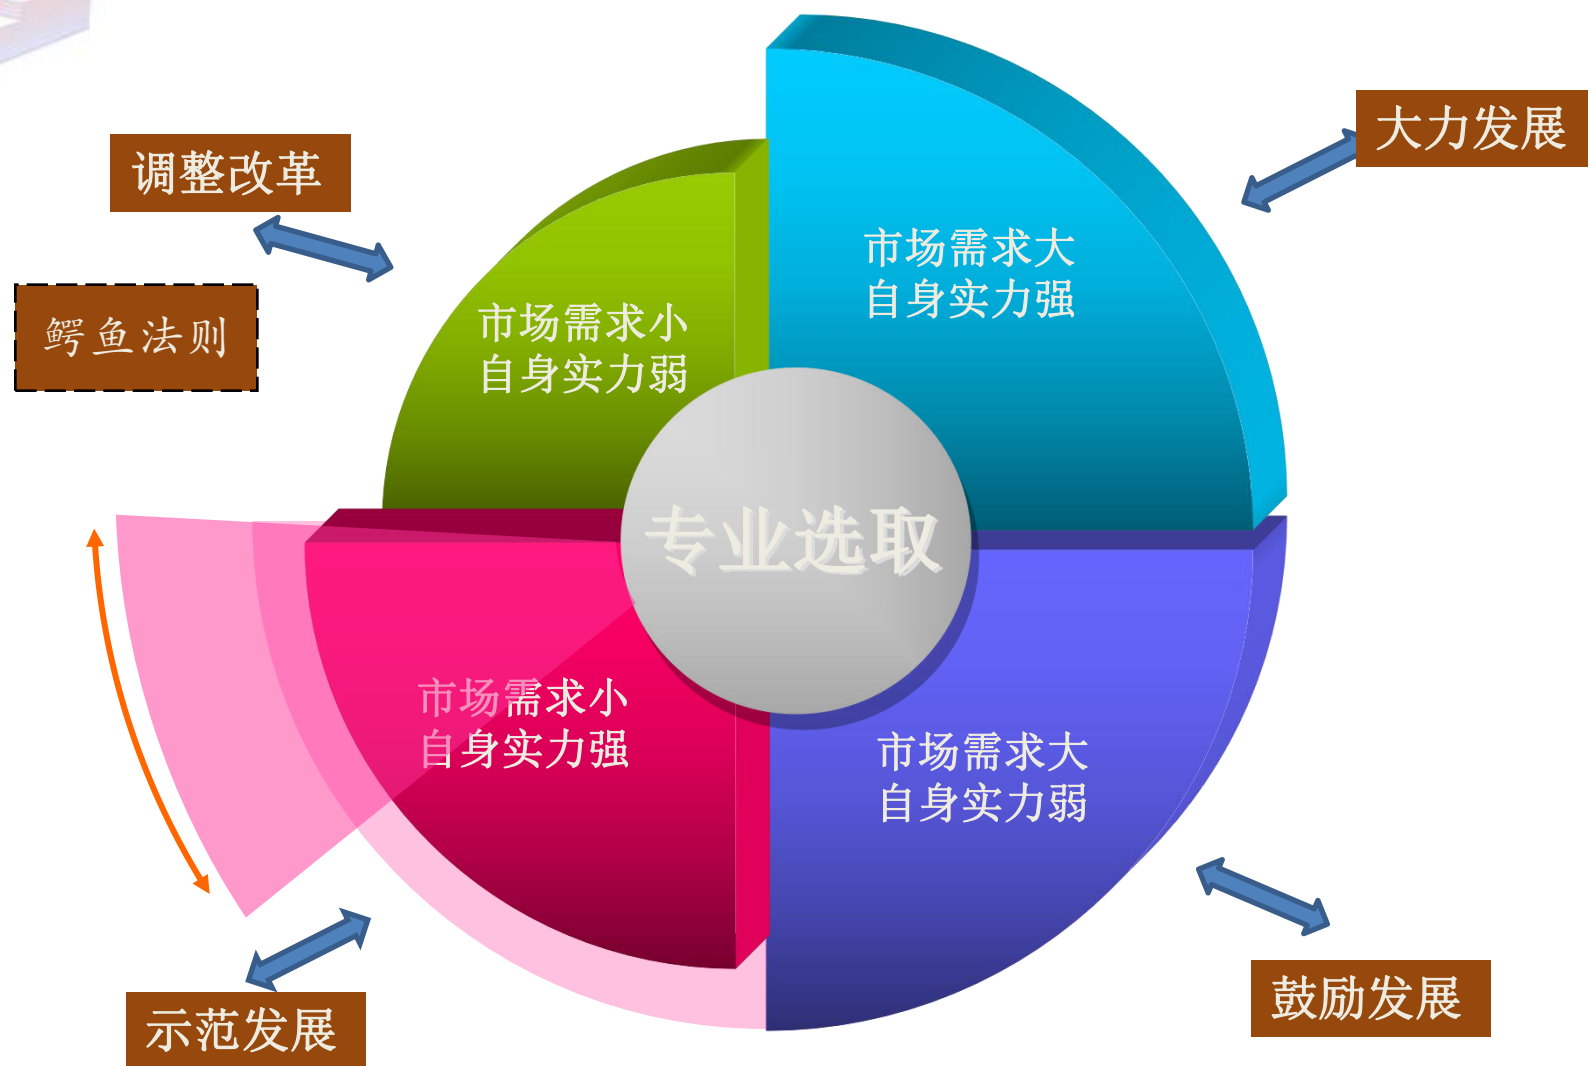 大力发展
调整改革
市场需求大
自身实力强
鳄鱼法则
市场需求小
自身实力弱
专业选取
市场需求小
自身实力强
市场需求大
自身实力弱
鼓励发展
示范发展